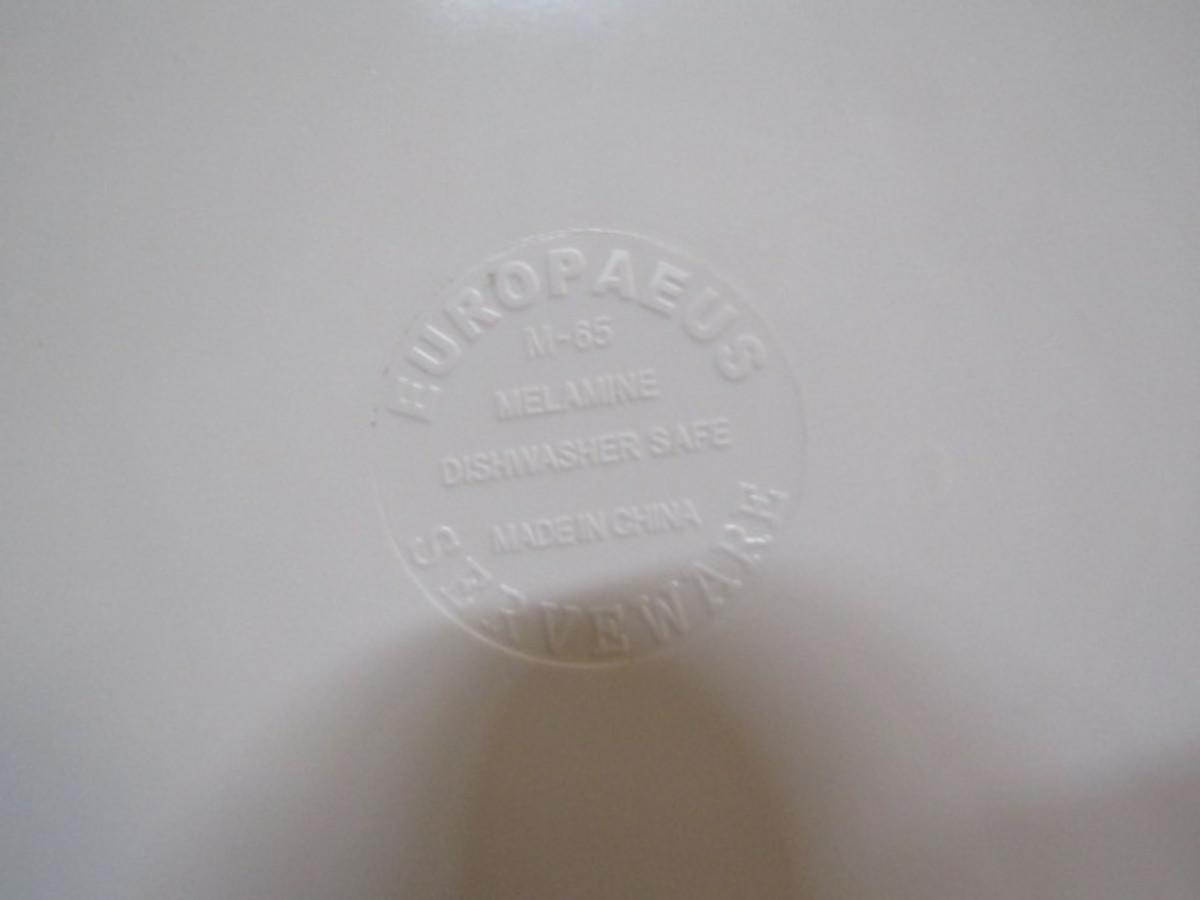 EUROPAEUS
M-65
MELAMINE
DISHWASHER SAFE
MADE IN CHINA
SERVEWARE